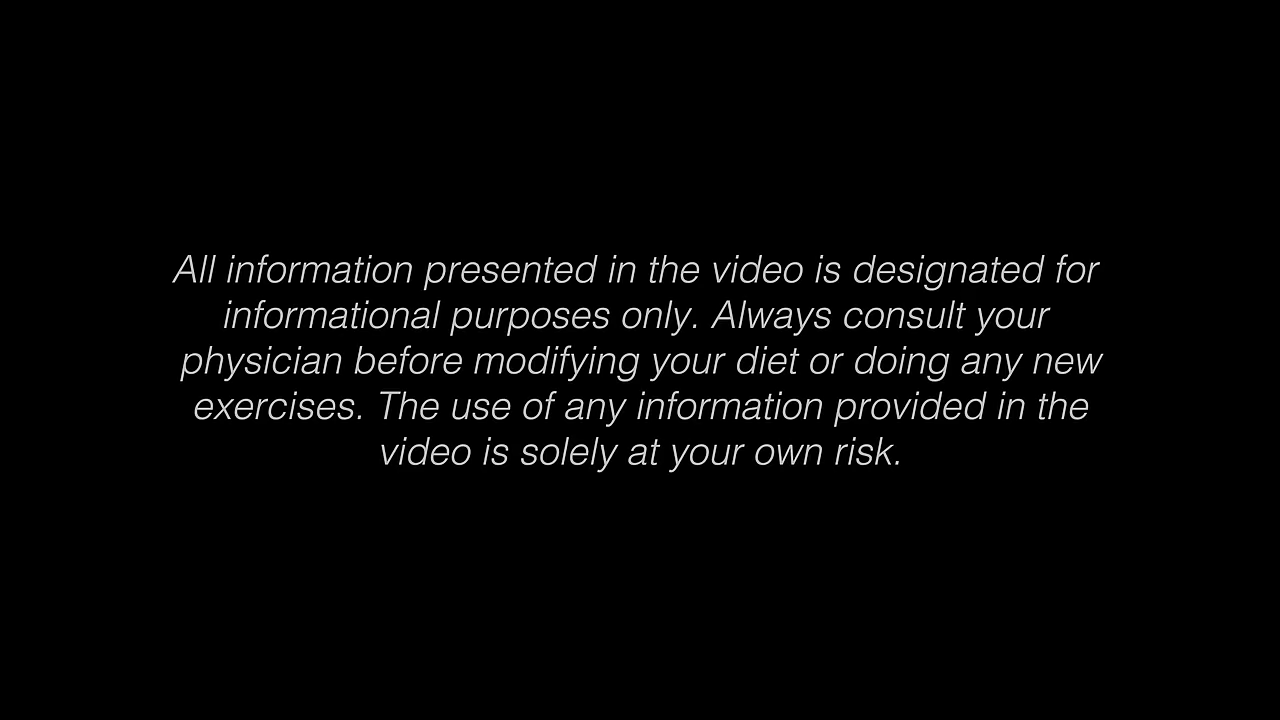 All information presented in the video is designated for
informational purposes only. Always consult your
physician before modifying your diet or doing any new
exercises. The use of any information provided in the
video is solely at your own risk.